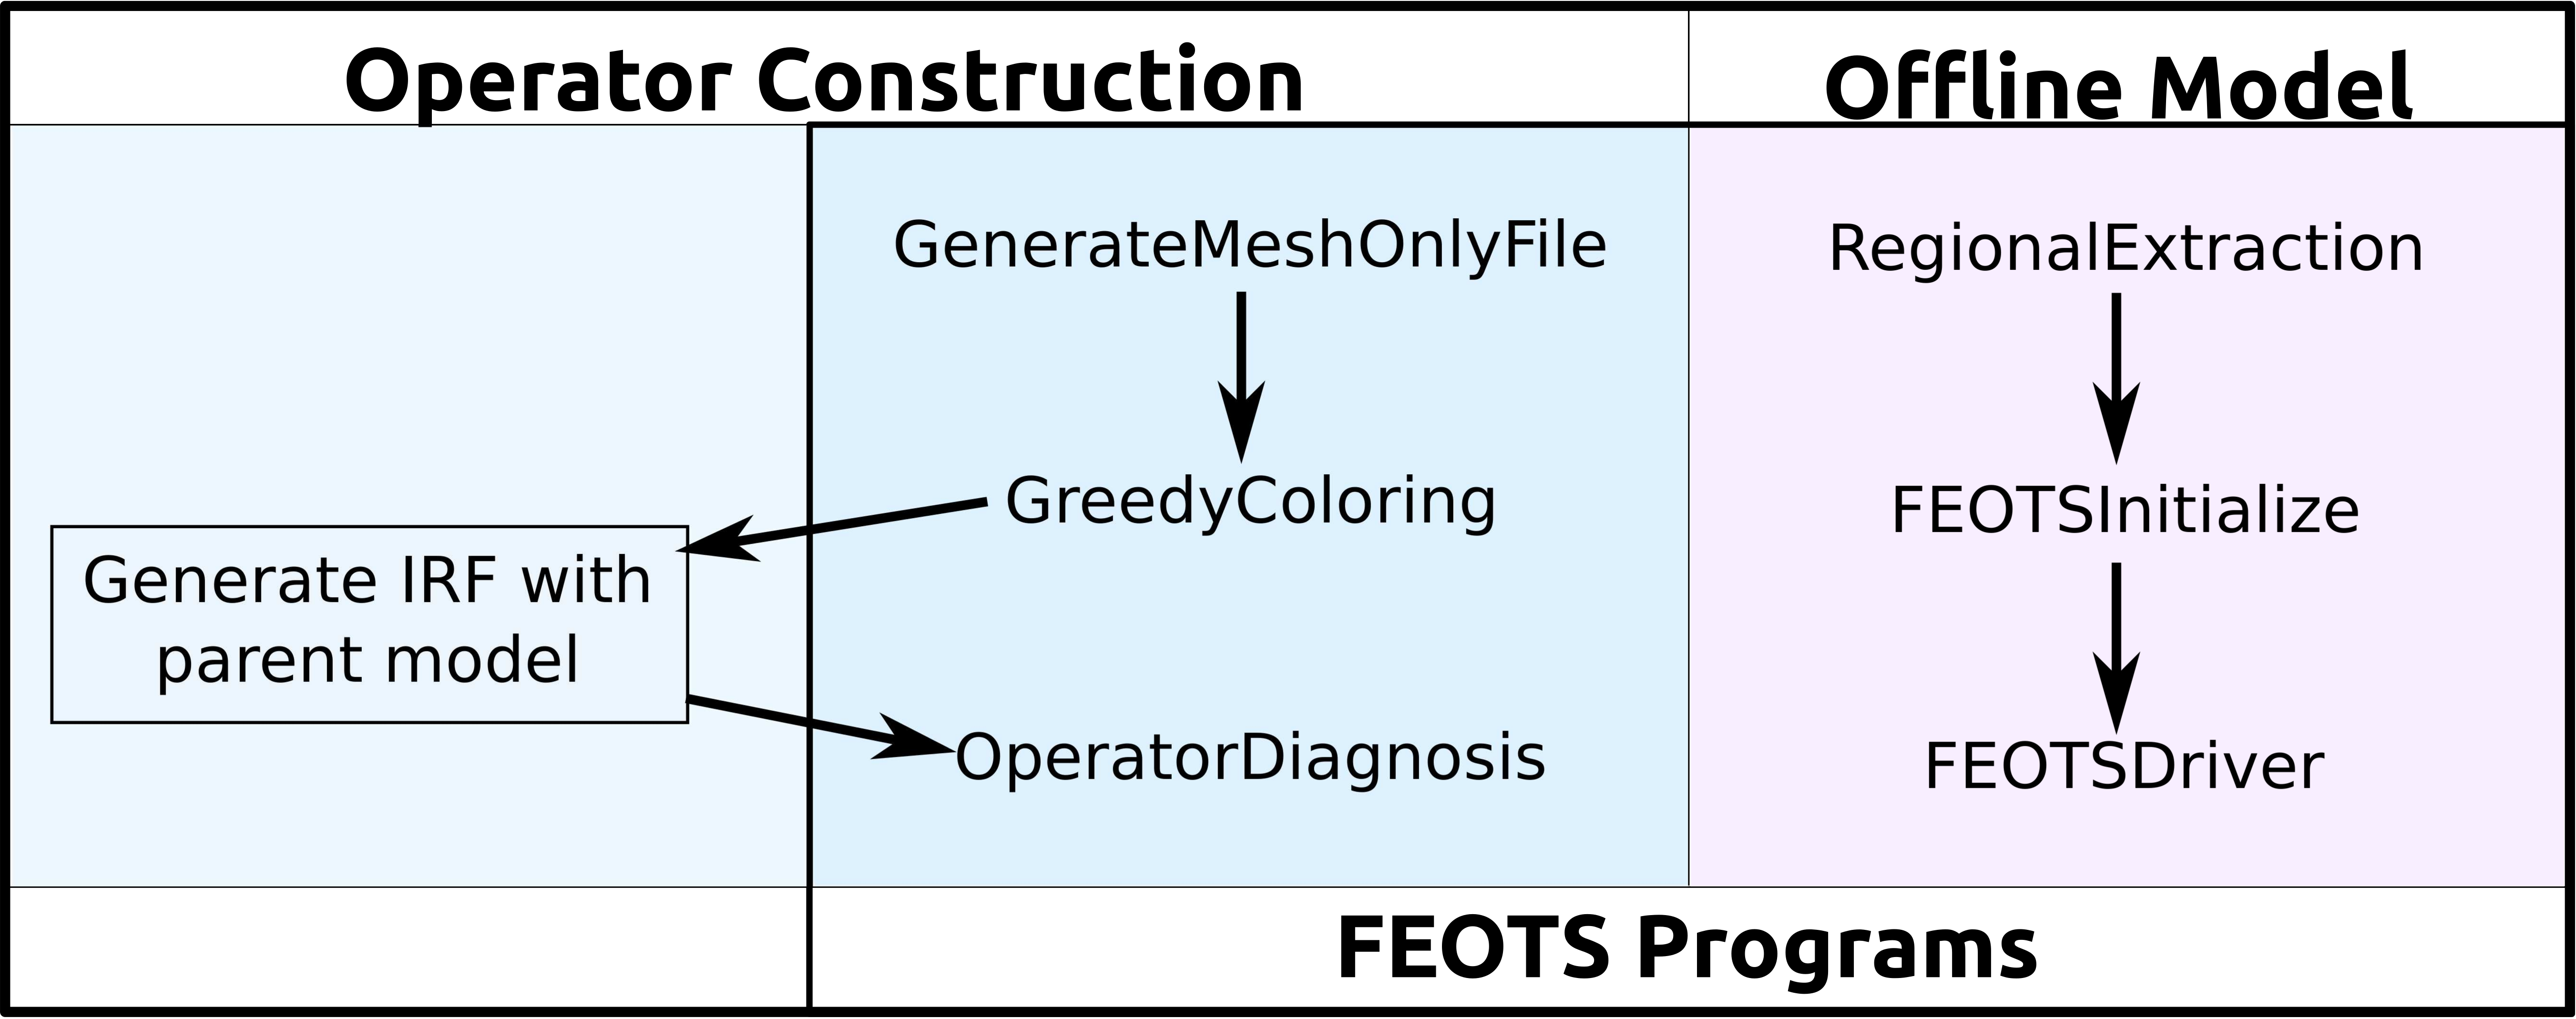 Operator Construction
Offline Model
GenerateMeshOnlyFile
RegionalExtraction
GreedyColoring
FEOTSInitialize
Generate IRF with
parent model
OperatorDiagnosis
FEOTSDriver
FEOTS Programs